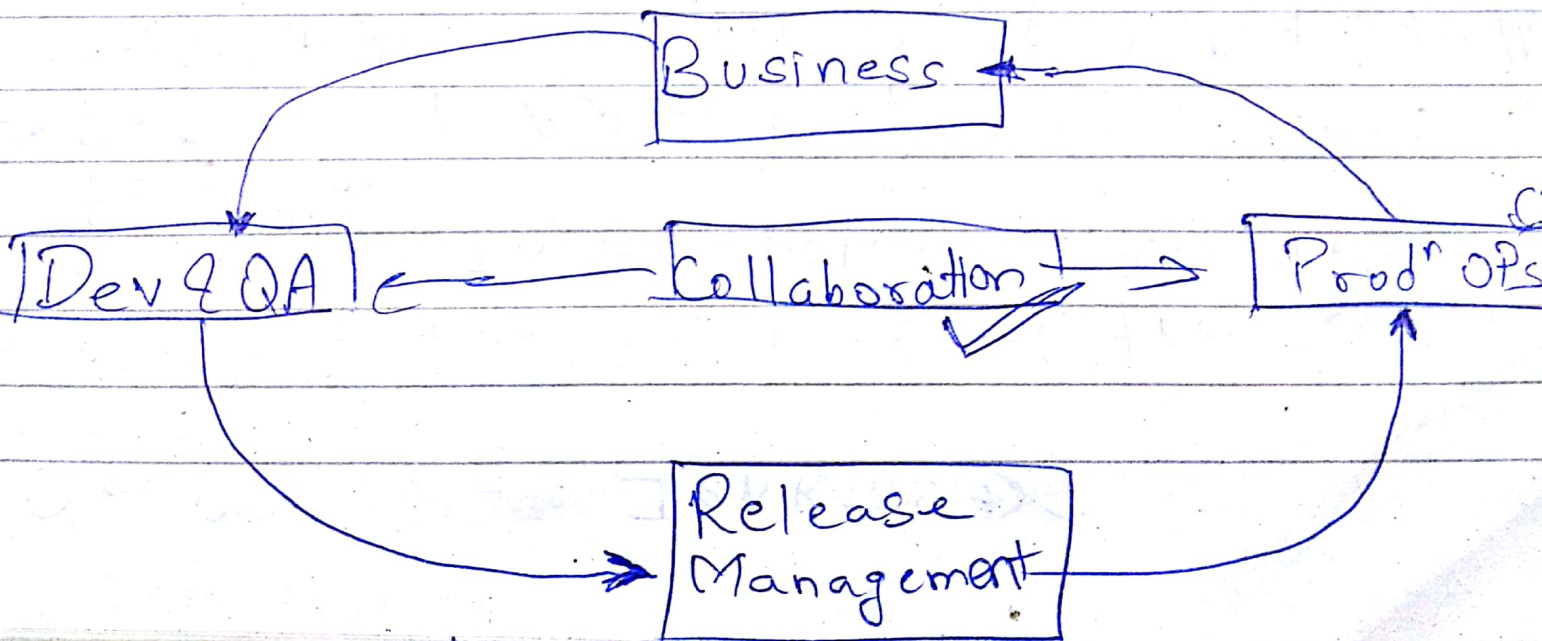 Business
Dev & QA
Collaboration
Prodⁿ OPs
Release
Management